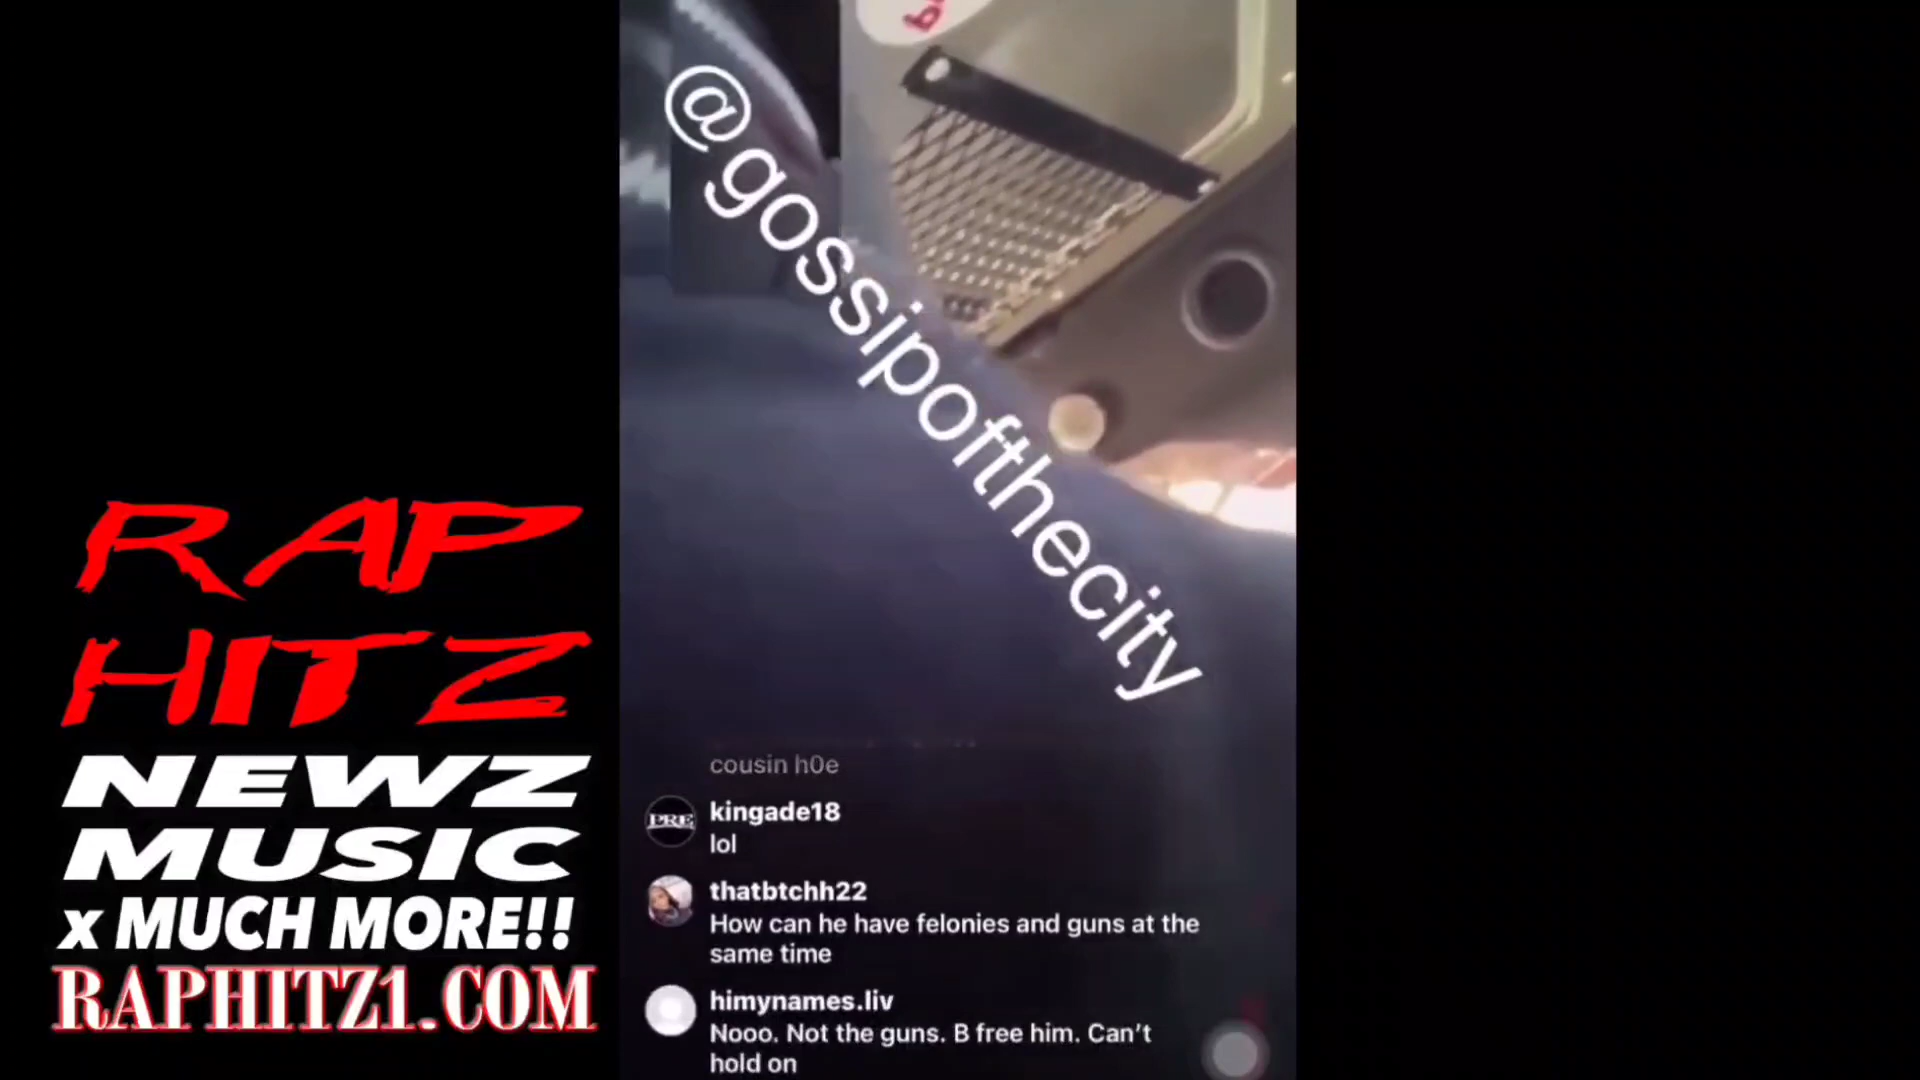 @gossipofthecity
RAP
HITZ
NEWZ
MUSIC
x MUCH MORE!!
RAPHITZ1.COM
cousin h0e
PRE
kingade18
lol
thatbtchh22
How can he have felonies and guns at the
same time
himynames.liv
Nooo. Not the guns. B free him. Can't
hold on